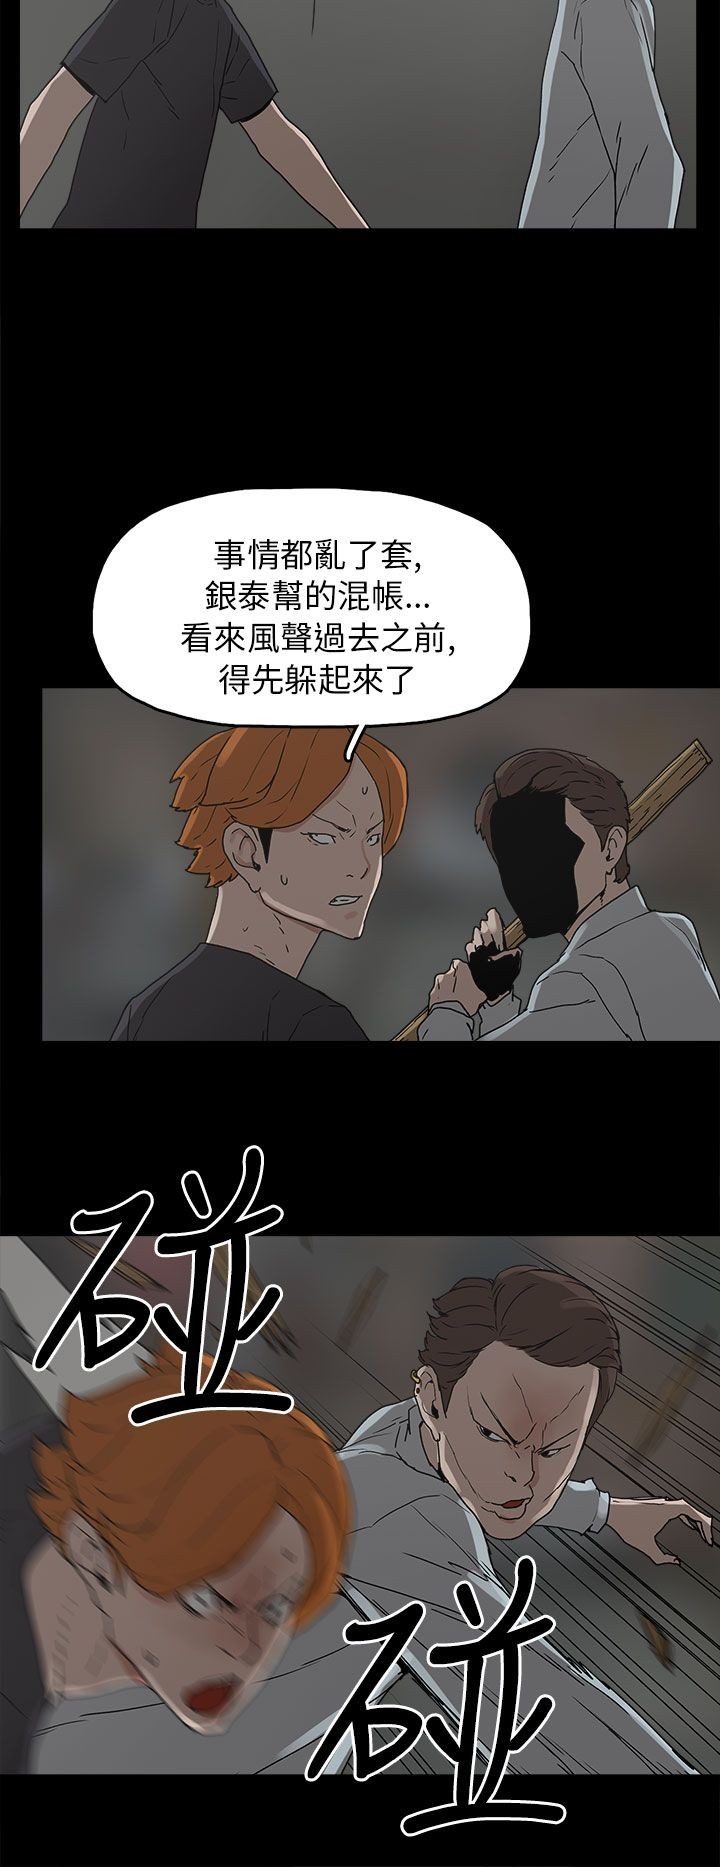 事情都亂了套,
銀泰幫的混帳...
看來風聲過去之前,
得先躲起來了
碰
碰